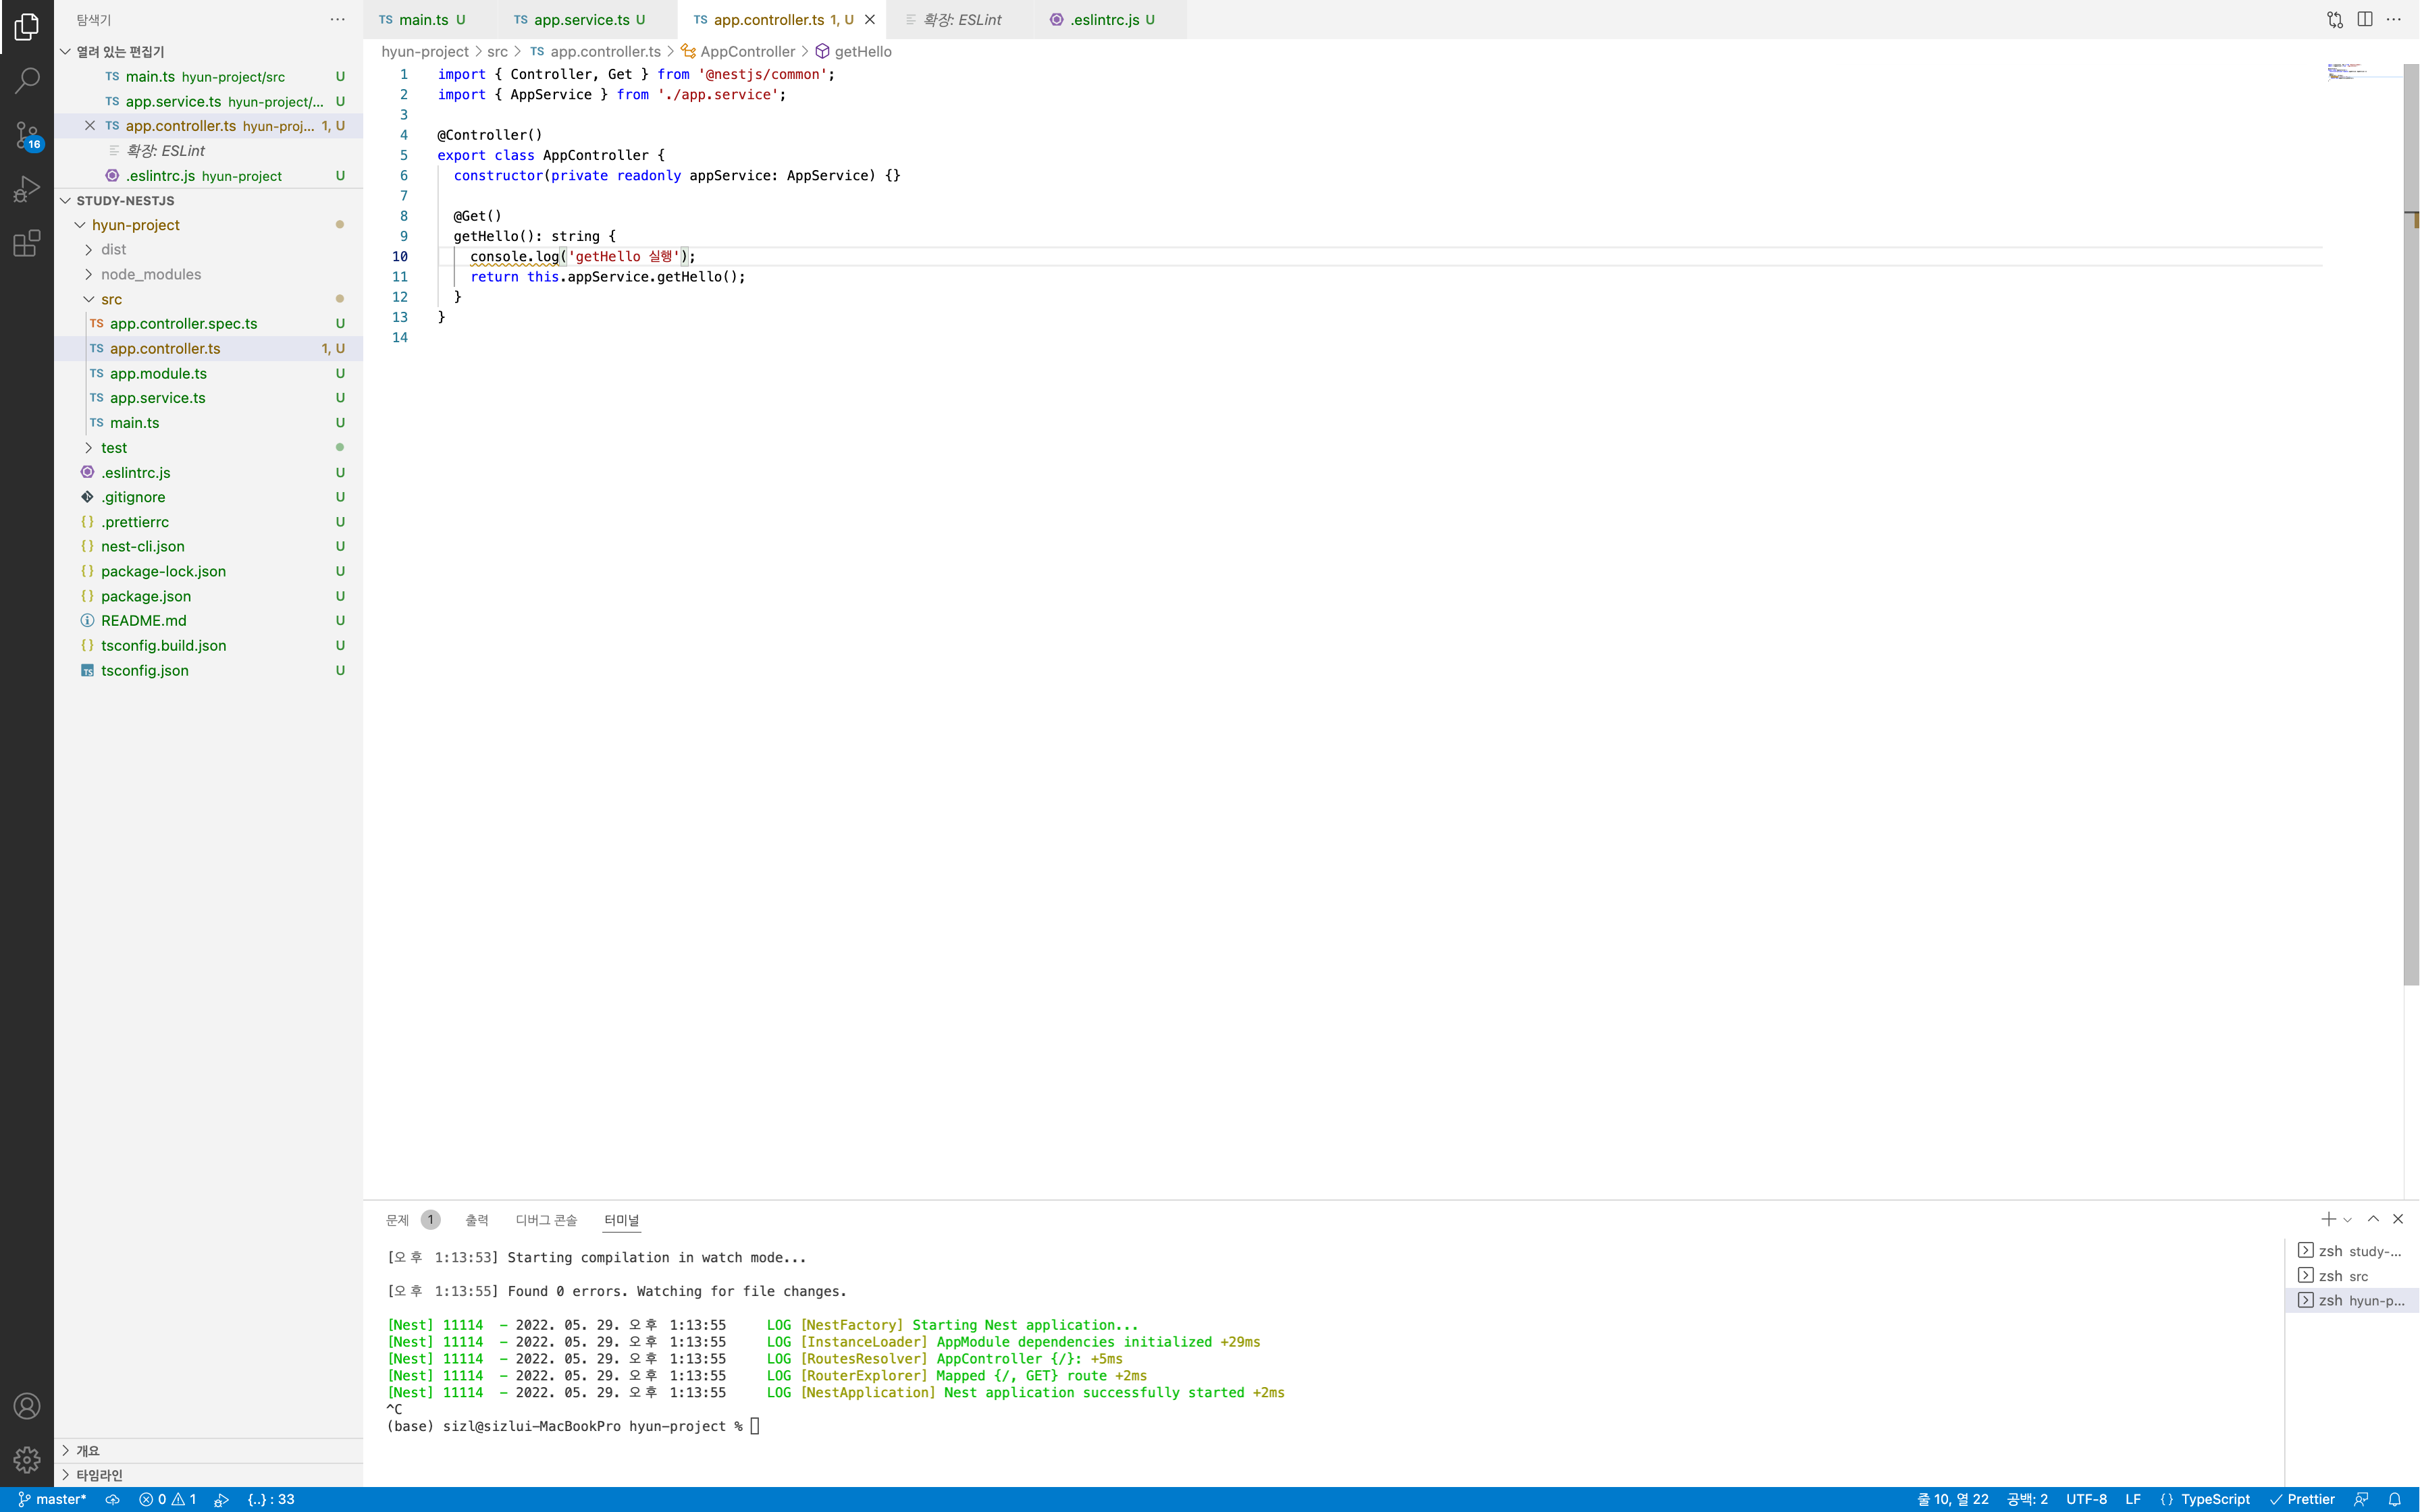 탐색기
열려 있는 편집기
TS main.ts hyun-project/src U
TS app.service.ts hyun-project/... U
TS app.controller.ts hyun-proj... 1, U
확장: ESLint
.eslintrc.js hyun-project U
16
STUDY-NESTJS
hyun-project
dist
node_modules
src
TS app.controller.spec.ts U
TS app.controller.ts 1, U
TS app.module.ts U
TS app.service.ts U
TS main.ts U
test
.eslintrc.js U
.gitignore U
{} .prettierrc U
{} nest-cli.json U
{} package-lock.json U
{} package.json U
README.md U
{} tsconfig.build.json U
TS tsconfig.json U
개요
타임라인
TS main.ts U TS app.service.ts U TS app.controller.ts 1, U 확장: ESLint .eslintrc.js U
hyun-project > src > TS app.controller.ts > AppController > getHello
1 import { Controller, Get } from '@nestjs/common';
2 import { AppService } from './app.service';
3
4 @Controller()
5 export class AppController {
6 constructor(private readonly appService: AppService) {}
7
8 @Get()
9 getHello(): string {
10 console.log('getHello 실행');
11 return this.appService.getHello();
12 }
13 }
14
문제 1 출력 디버그 콘솔 터미널
[오후 1:13:53] Starting compilation in watch mode...
[오후 1:13:55] Found 0 errors. Watching for file changes.
[Nest] 11114 - 2022. 05. 29. 오후 1:13:55 LOG [NestFactory] Starting Nest application...
[Nest] 11114 - 2022. 05. 29. 오후 1:13:55 LOG [InstanceLoader] AppModule dependencies initialized +29ms
[Nest] 11114 - 2022. 05. 29. 오후 1:13:55 LOG [RoutesResolver] AppController {/}: +5ms
[Nest] 11114 - 2022. 05. 29. 오후 1:13:55 LOG [RouterExplorer] Mapped {/, GET} route +2ms
[Nest] 11114 - 2022. 05. 29. 오후 1:13:55 LOG [NestApplication] Nest application successfully started +2ms
^C
(base) sizl@sizlui-MacBookPro hyun-project %
zsh study-...
zsh src
zsh hyun-p...
master* 0 1 {..} : 33 줄 10, 열 22 공백: 2 UTF-8 LF {} TypeScript Prettier